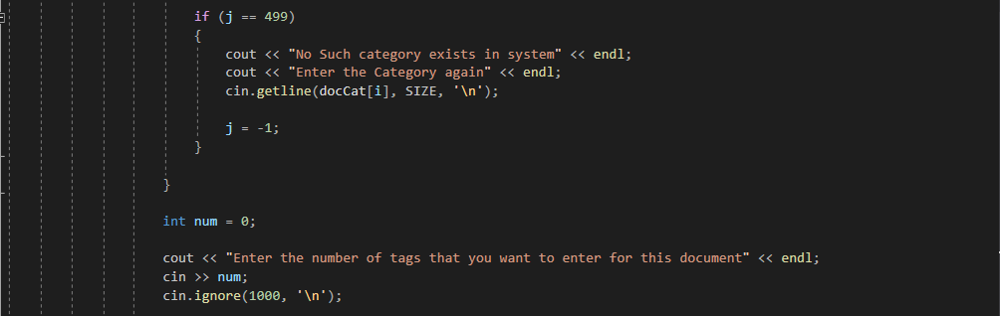 if (j == 499)
{
cout << "No Such category exists in system" << endl;
cout << "Enter the Category again" << endl;
cin.getline(docCat[i], SIZE, '\n');
j = -1;
}
}
int num = 0;
cout << "Enter the number of tags that you want to enter for this document" << endl;
cin >> num;
cin.ignore(1000, '\n');